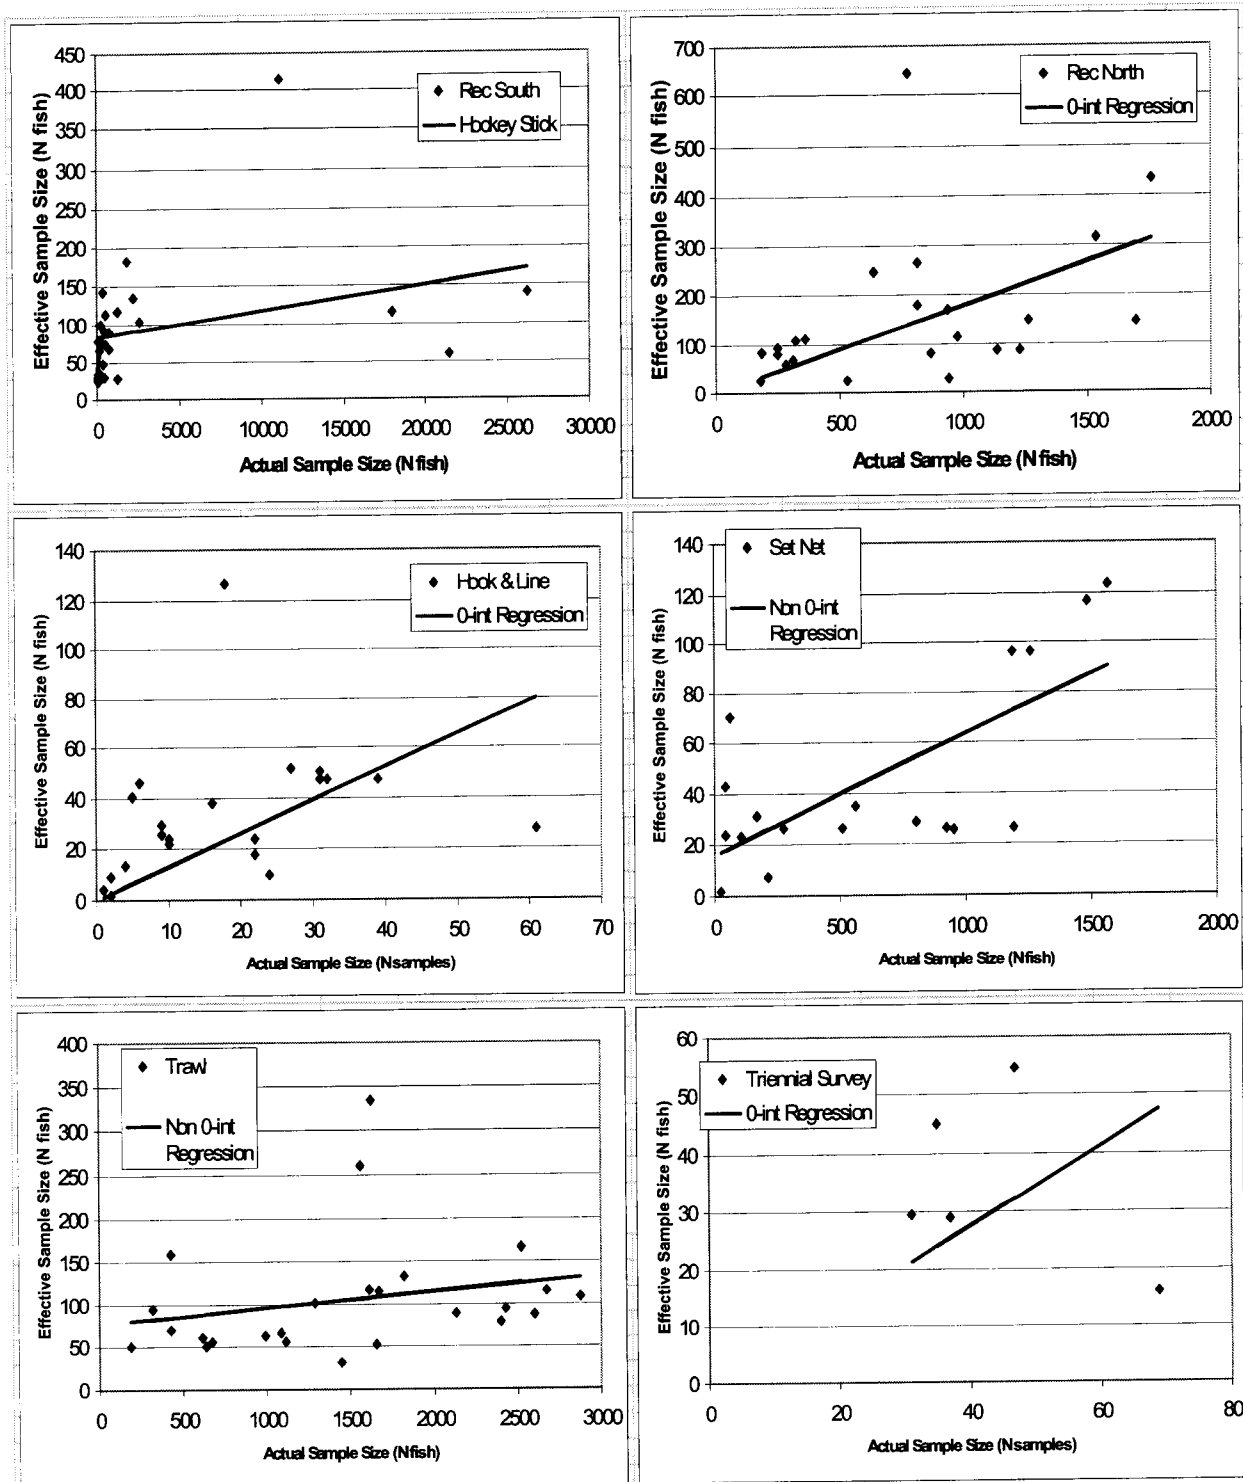 450
400
350
300
250
200
150
100
50
0
Effective Sample Size (N fish)
Rec South
Hockey Stick
0 5000 10000 15000 20000 25000 30000
Actual Sample Size (N fish)
700
600
500
400
300
200
100
0
Effective Sample Size (N fish)
Rec North
0-int Regression
0 500 1000 1500 2000
Actual Sample Size (N fish)
140
120
100
80
60
40
20
0
Effective Sample Size (N fish)
Hook & Line
0-int Regression
0 10 20 30 40 50 60 70
Actual Sample Size (Nsamples)
140
120
100
80
60
40
20
0
Effective Sample Size (N fish)
Set Net
Non 0-int
Regression
0 500 1000 1500 2000
Actual Sample Size (Nfish)
400
350
300
250
200
150
100
50
0
Effective Sample Size (N fish)
Trawl
Non 0-int
Regression
0 500 1000 1500 2000 2500 3000
Actual Sample Size (Nfish)
60
50
40
30
20
10
0
Effective Sample Size (N fish)
Triennial Survey
0-int Regression
0 20 40 60 80
Actual Sample Size (Nsamples)